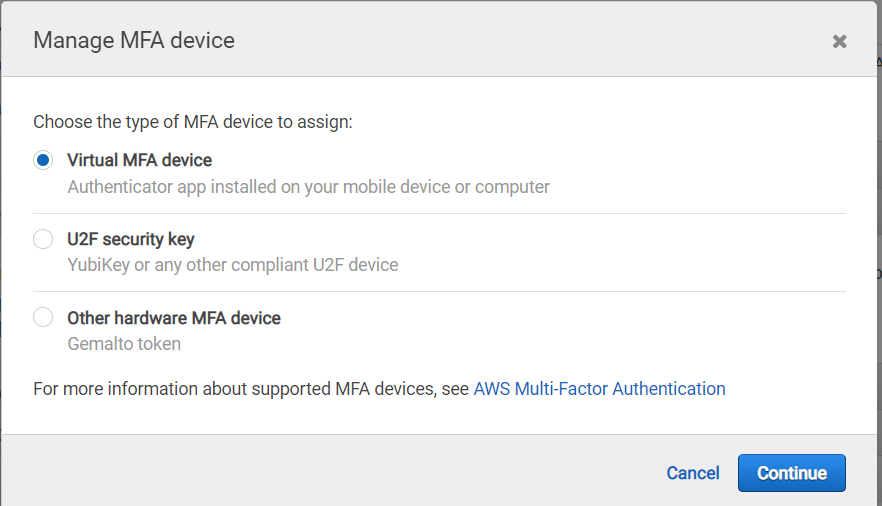 Manage MFA device
Choose the type of MFA device to assign:
Virtual MFA device
Authenticator app installed on your mobile device or computer
U2F security key
YubiKey or any other compliant U2F device
Other hardware MFA device
Gemalto token
For more information about supported MFA devices, see AWS Multi-Factor Authentication
Cancel Continue